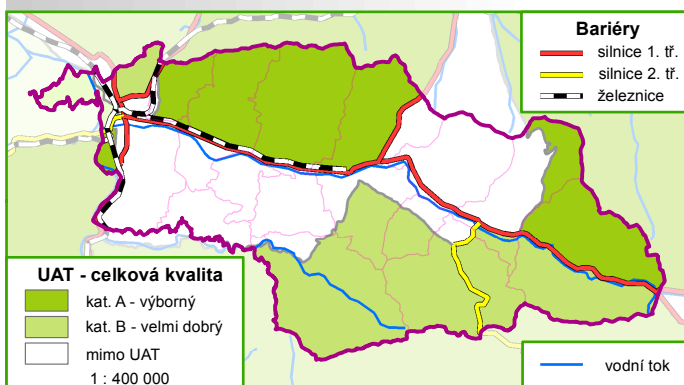 Bariéry
silnice 1. tř.
silnice 2. tř.
železnice
UAT - celková kvalita
kat. A - výborný
kat. B - velmi dobrý
mimo UAT
1 : 400 000
vodní tok